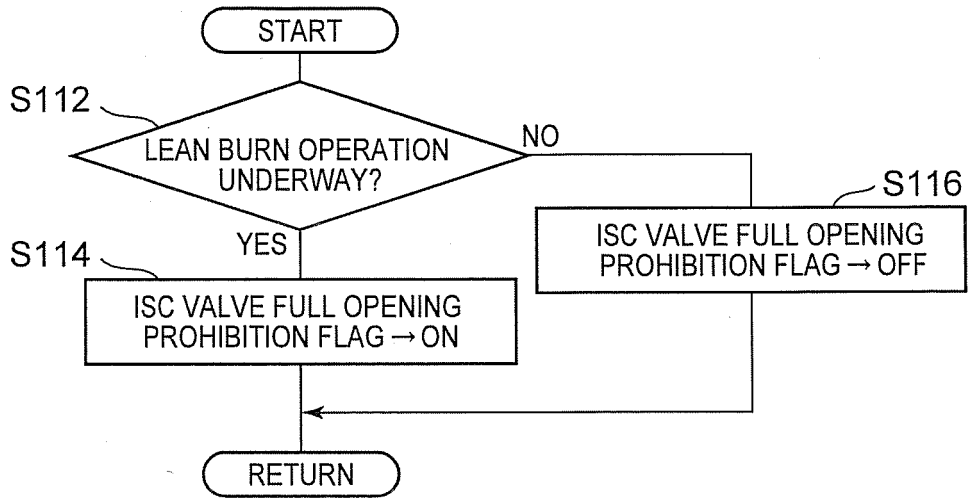 START
S112
LEAN BURN OPERATION
UNDERWAY?
NO
YES
S116
ISC VALVE FULL OPENING
PROHIBITION FLAG → OFF
S114
ISC VALVE FULL OPENING
PROHIBITION FLAG → ON
RETURN